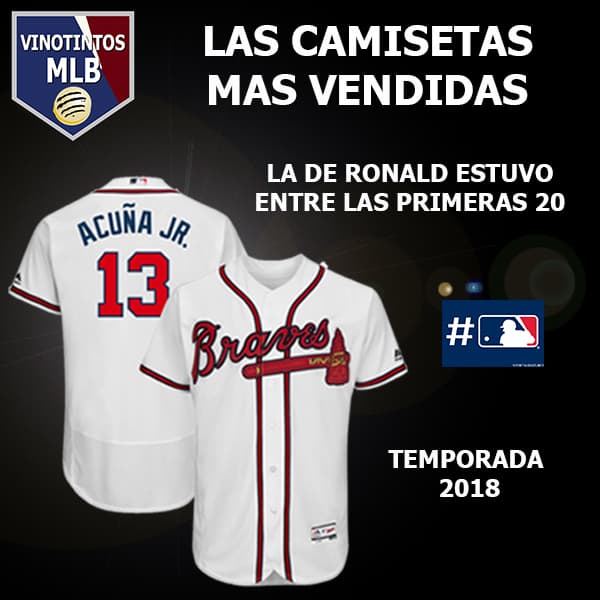 VINOTINTOS
MLB
LAS CAMISETAS
MAS VENDIDAS
LA DE RONALD ESTUVO
ENTRE LAS PRIMERAS 20
ACUÑA JR.
13
Braves
#
TEMPORADA
2018